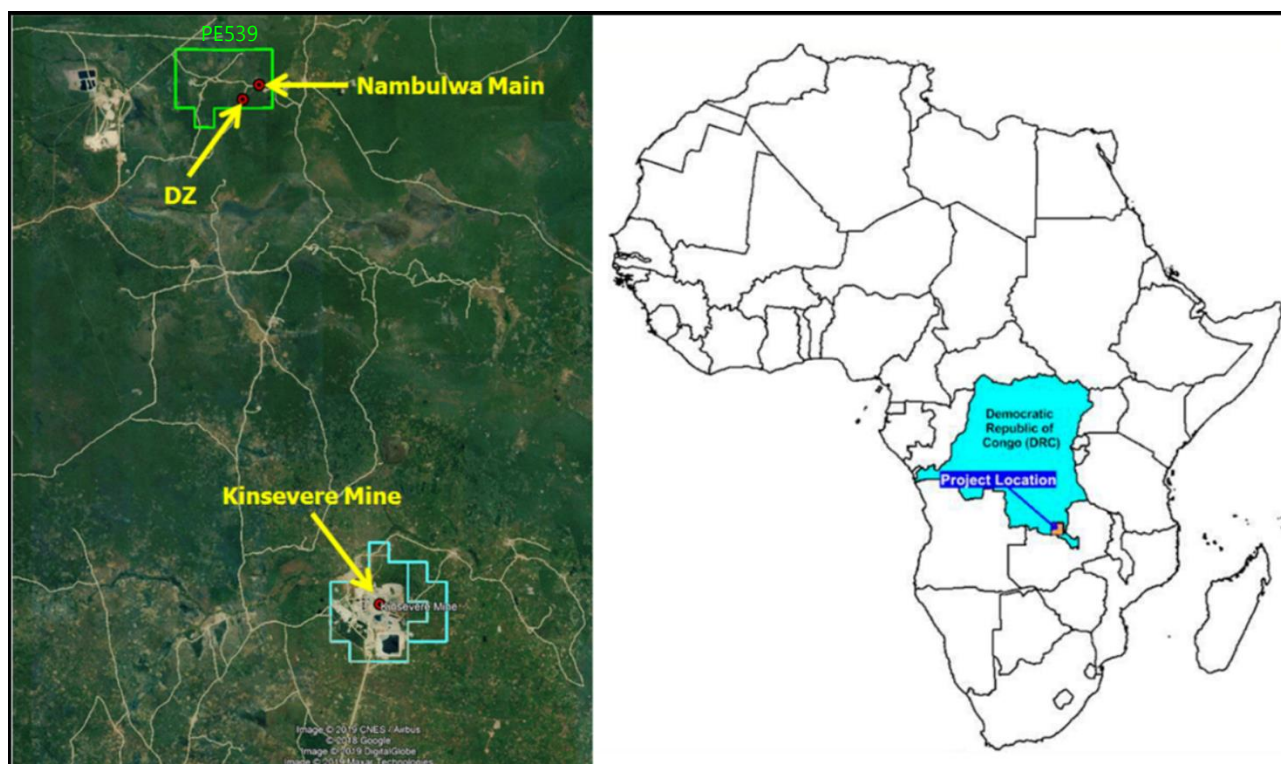 PE539
Nambulwa Main
DZ
Kinsevere Mine
Kinsevere Mine
Image © 2019 CNES / Airbus
© 2018 Google
Image © 2019 DigitalGlobe
Image © 2019 Maxar Technologies
Democratic
Republic of
Congo (DRC)
Project Location